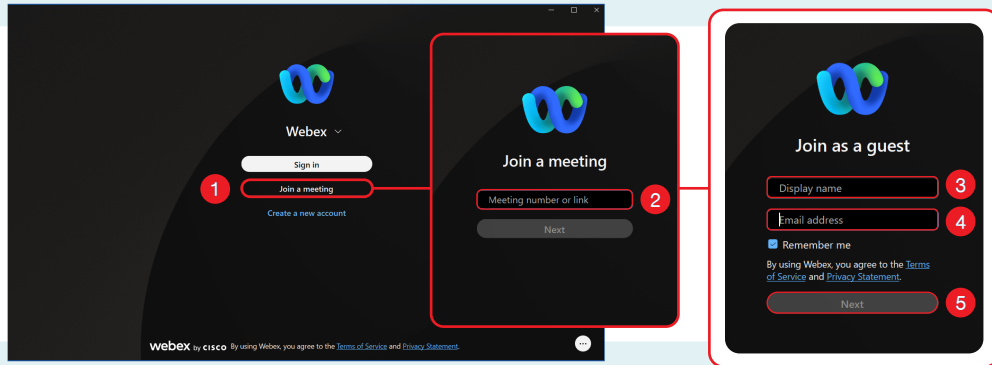 Webex
Sign in
1
Join a meeting
Create a new account
webex by CISCO By using Webex, you agree to the Terms of Service and Privacy Statement.
Join a meeting
Meeting number or link
2
Next
Join as a guest
Display name
3
Email address
4
Remember me
By using Webex, you agree to the Terms
of Service and Privacy Statement.
Next
5